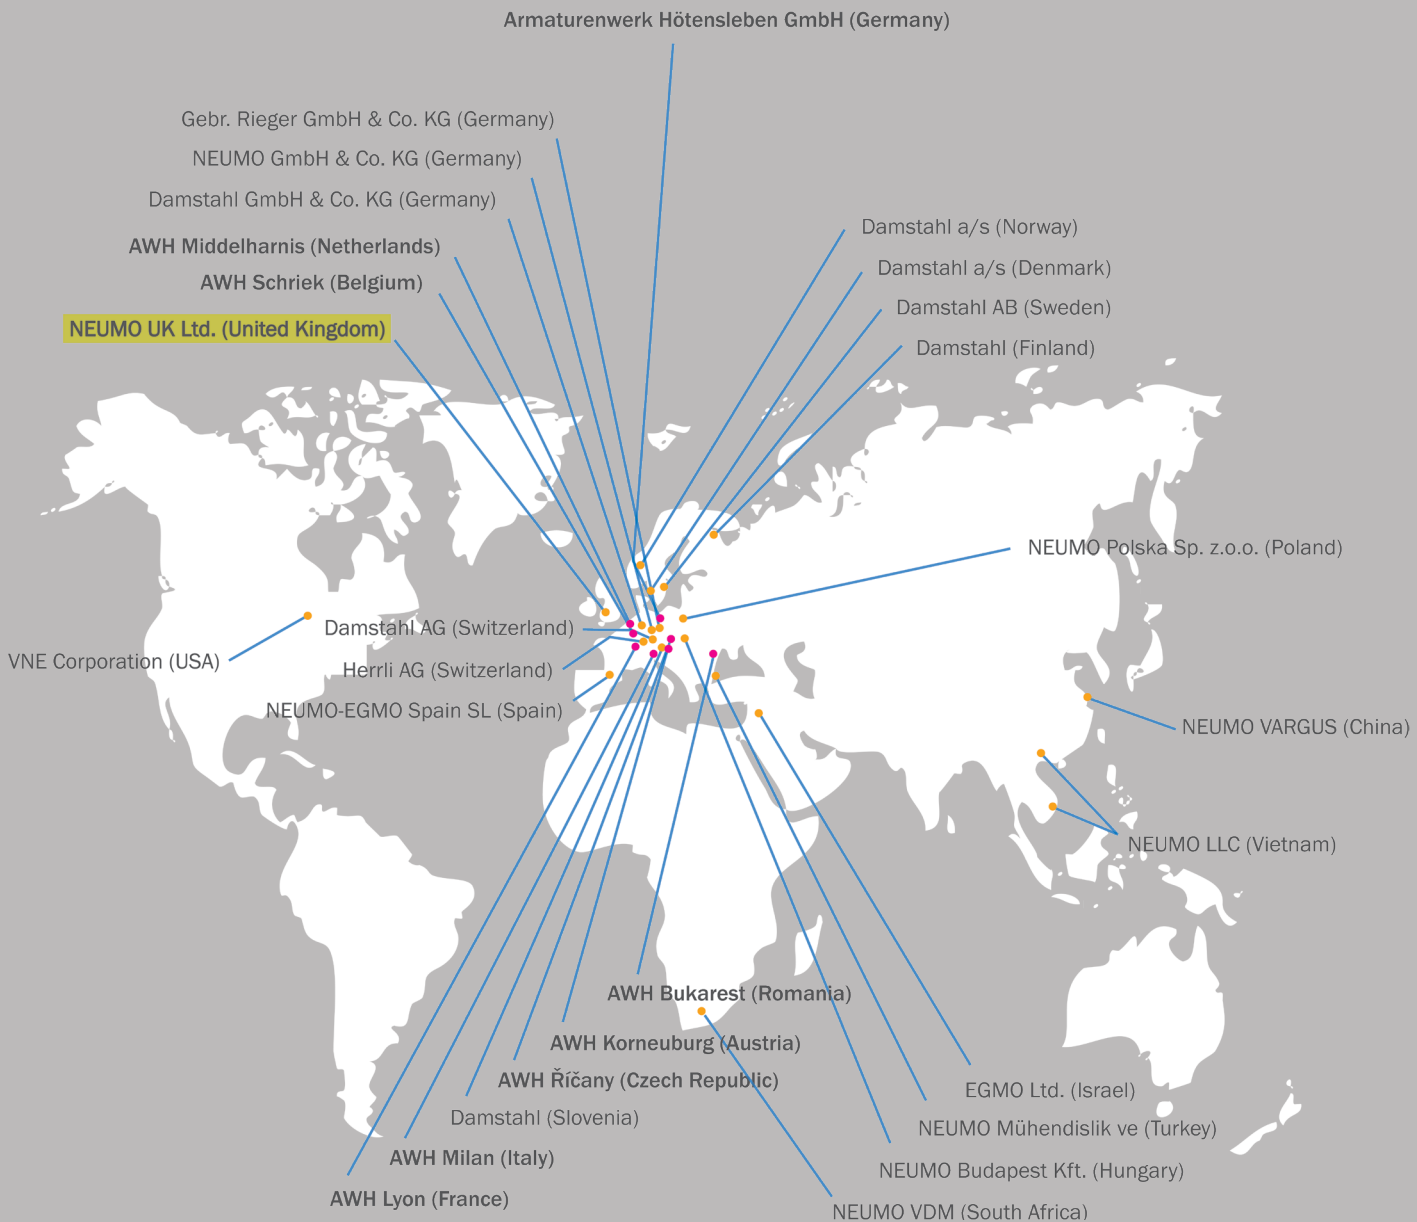 Armaturenwerk Hötensleben GmbH (Germany)
Gebr. Rieger GmbH & Co. KG (Germany)
NEUMO GmbH & Co. KG (Germany)
Damstahl GmbH & Co. KG (Germany)
AWH Middelharnis (Netherlands)
AWH Schriek (Belgium)
NEUMO UK Ltd. (United Kingdom)
Damstahl a/s (Norway)
Damstahl a/s (Denmark)
Damstahl AB (Sweden)
Damstahl (Finland)
NEUMO Polska Sp. z.o.o. (Poland)
Damstahl AG (Switzerland)
VNE Corporation (USA)
Herrli AG (Switzerland)
NEUMO-EGMO Spain SL (Spain)
NEUMO VARGUS (China)
NEUMO LLC (Vietnam)
AWH Bukarest (Romania)
AWH Korneuburg (Austria)
AWH Říčany (Czech Republic)
Damstahl (Slovenia)
AWH Milan (Italy)
AWH Lyon (France)
EGMO Ltd. (Israel)
NEUMO Mühendislik ve (Turkey)
NEUMO Budapest Kft. (Hungary)
NEUMO VDM (South Africa)